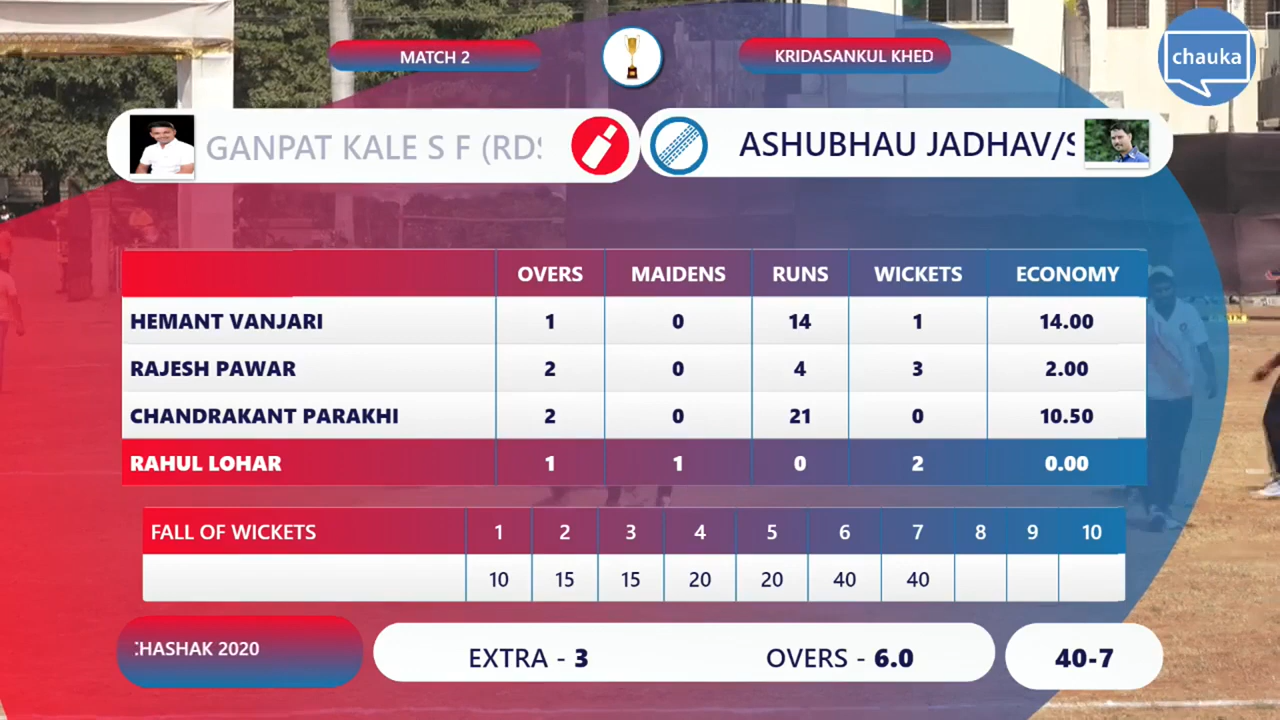 MATCH 2
KRIDASANKUL KHED
chauka
GANPAT KALE S F (RDS
ASHUBHAU JADHAV/S
OVERS MAIDENS RUNS WICKETS ECONOMY
HEMANT VANJARI 1 0 14 1 14.00
RAJESH PAWAR 2 0 4 3 2.00
CHANDRAKANT PARAKHI 2 0 21 0 10.50
RAHUL LOHAR 1 1 0 2 0.00
FALL OF WICKETS 1 2 3 4 5 6 7 8 9 10
10 15 15 20 20 40 40
CHASHAK 2020
EXTRA - 3 OVERS - 6.0 40-7